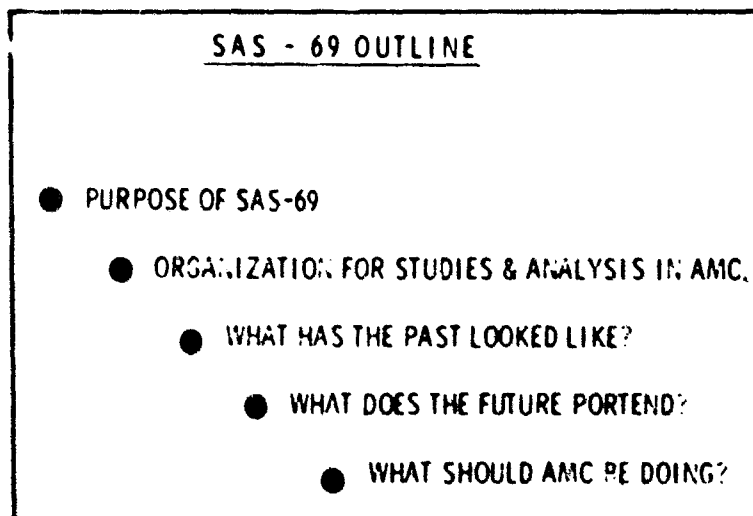 SAS - 69 OUTLINE
● PURPOSE OF SAS-69
● ORGANIZATION FOR STUDIES & ANALYSIS IN AMC.
● WHAT HAS THE PAST LOOKED LIKE?
● WHAT DOES THE FUTURE PORTEND?
● WHAT SHOULD AMC BE DOING?